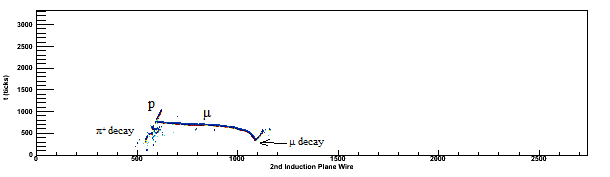 3000
2500
2000
1500
1000
500
0
t (ticks)
p
μ
π⁺ decay
μ decay
0 500 1000 1500 2000 2500
2nd Induction Plane Wire